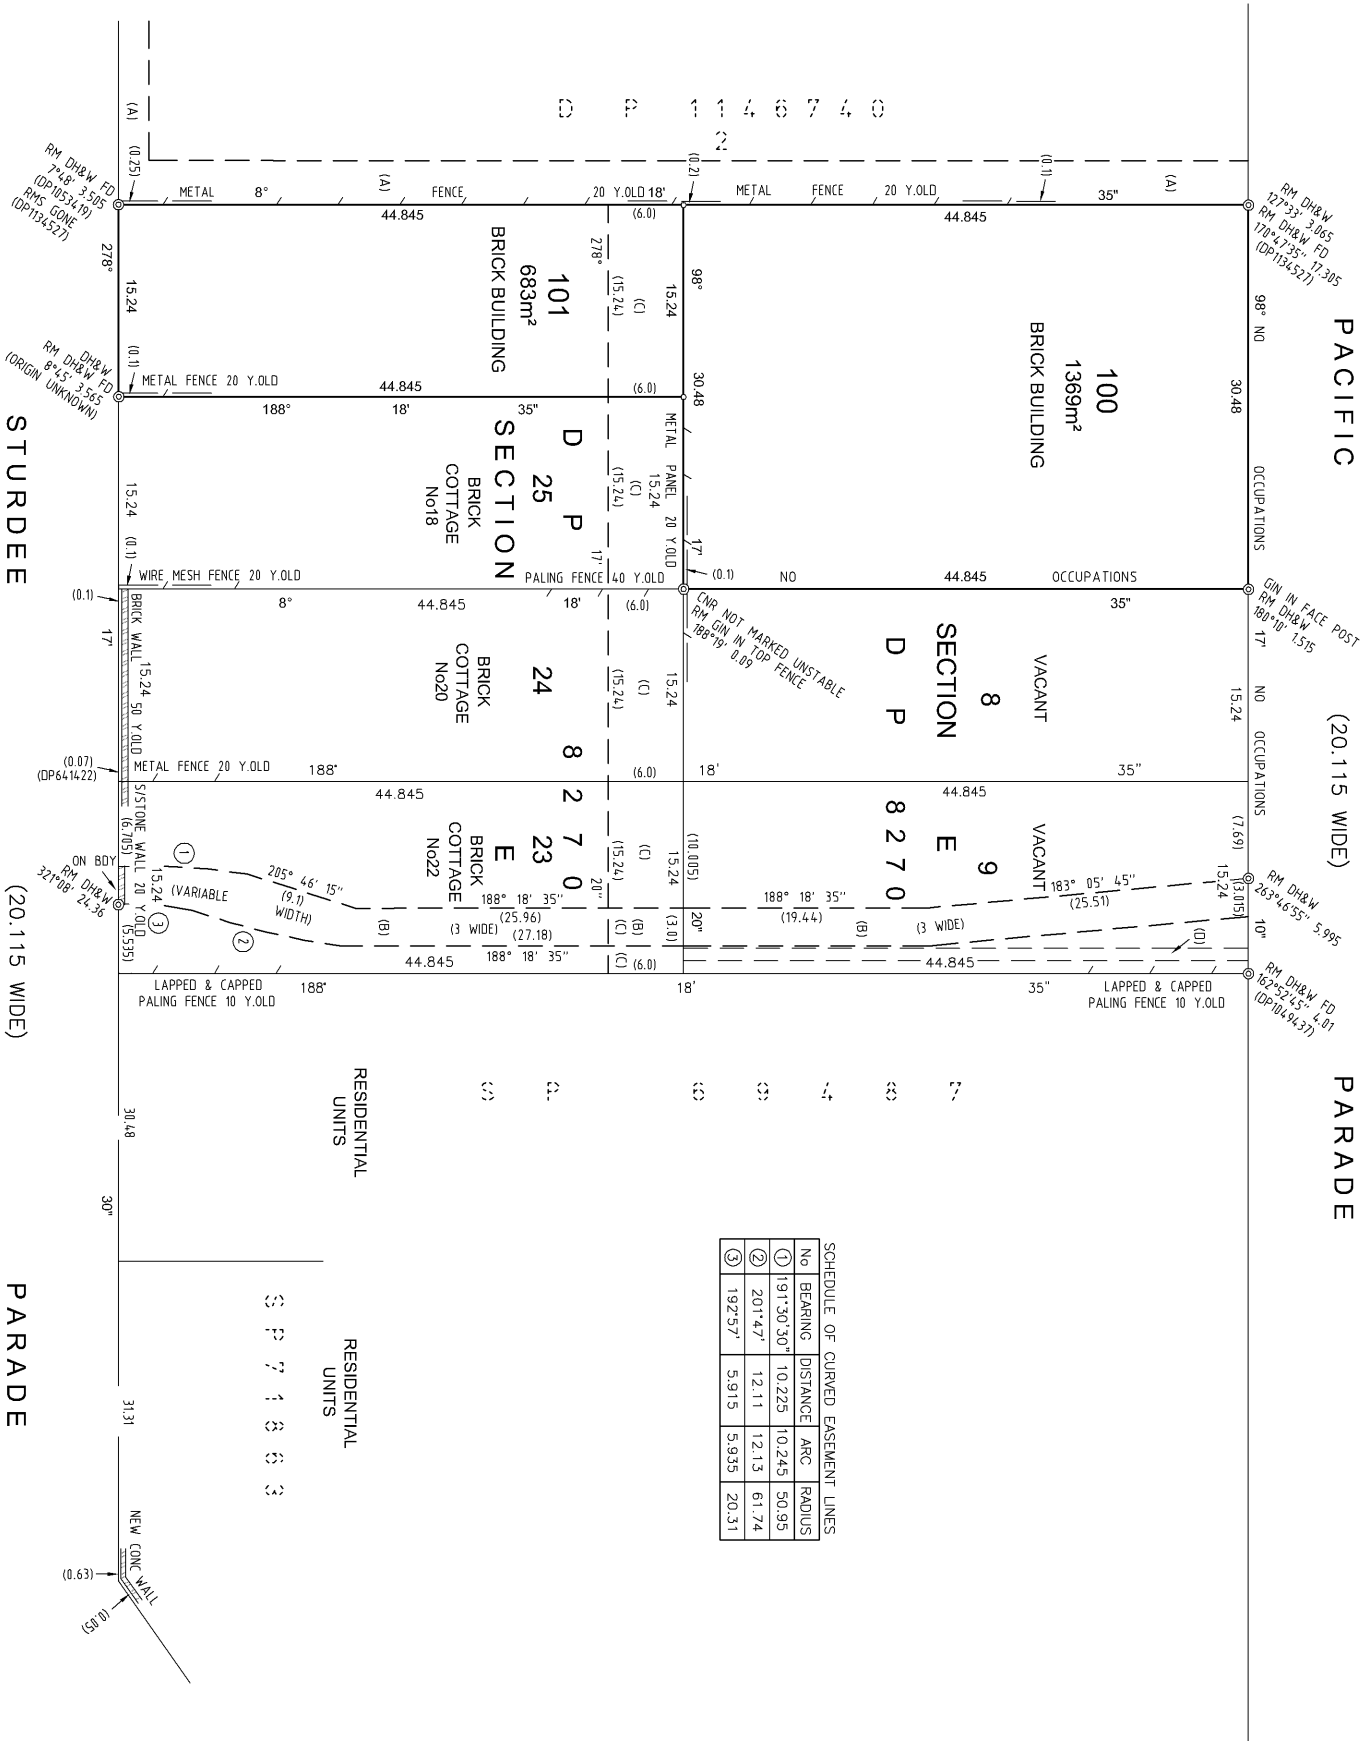 PACIFIC
(20.115 WIDE)
PARADE
RM DH&W
127°33' 3.065
RM DH&W FD
170°47'35" 17.305
(DP1134527)
98° NO
30.48
OCCUPATIONS
GIN IN FACE POST
RM DH&W
180°10' 1.515
17'
15.24
NO OCCUPATIONS
(7.69)
15.24
(3.015)
RM DH&W
263°46'55" 5.995
10"
RM DH&W FD
162°52'45" 4.01
(DP1049437)
(A)
(0.1)
35"
METAL FENCE 20 Y.OLD
44.845
(0.2)
DP 1146740
2
100
1369m²
BRICK BUILDING
NO
44.845
OCCUPATIONS
35"
(0.1)
VACANT
8
SECTION
DP
35"
18'
44.845
VACANT
9
E
8270
183° 05' 45"
(25.51)
188° 18' 35"
(19.44)
(B)
(3 WIDE)
(D)
44.845
35"
LAPPED & CAPPED
PALING FENCE 10 Y.OLD
18'
98°
15.24
30.48
METAL PANEL 20 Y.OLD
15.24
17'
CNR NOT MARKED UNSTABLE
RM GIN IN TOP FENCE
188°19' 0.09
15.24
(10.005)
15.24
(3.0)
20"
(6.0)
(C)
(15.24)
278°
(6.0)
(C)
(15.24)
17'
(6.0)
(C)
(15.24)
(6.0)
(C)
(15.24)
20"
(B)
(C)
(C)
(6.0)
(A)
METAL 8° FENCE 20 Y.OLD 18'
44.845
101
683m²
BRICK BUILDING
METAL FENCE 20 Y.OLD
44.845
188° 18' 35"
DP
25
SECTION
BRICK
COTTAGE
No18
WIRE MESH FENCE 20 Y.OLD
PALING FENCE 40 Y.OLD
8°
44.845
18'
24
BRICK
COTTAGE
No20
METAL FENCE 20 Y.OLD
188°
44.845
8270
23
E
BRICK
COTTAGE
No22
188° 18' 35"
(25.96)
(3 WIDE)
(27.18)
188° 18' 35"
(B)
205° 46' 15"
(9.1)
(VARIABLE
WIDTH)
1
2
3
44.845
LAPPED & CAPPED
PALING FENCE 10 Y.OLD
188°
(A)
(0.25)
RM DH&W FD
7°48' 3.505
(DP1053419)
RMS GONE
(DP1134527)
278°
15.24
(0.1)
DH&W
RM DH&W FD
8°45' 3.565
(ORIGIN UNKNOWN)
15.24
(0.1)
(0.1)
17'
BRICK WALL 50 Y.OLD
15.24
(0.07)
(DP641422)
S/STONE WALL 20 Y.OLD
(6.705)
15.24
(5.535)
ON BDY
RM DH&W
321°08' 24.36
30.48
30"
31.31
NEW CONC WALL
(0.63)
(0.05)
SP 69487
RESIDENTIAL
UNITS
SP71863
RESIDENTIAL
UNITS
SCHEDULE OF CURVED EASEMENT LINES
No BEARING DISTANCE ARC RADIUS
1 191°30'30" 10.225 10.245 50.95
2 201°47' 12.11 12.13 61.74
3 192°57' 5.915 5.935 20.31
STURDEE
(20.115 WIDE)
PARADE